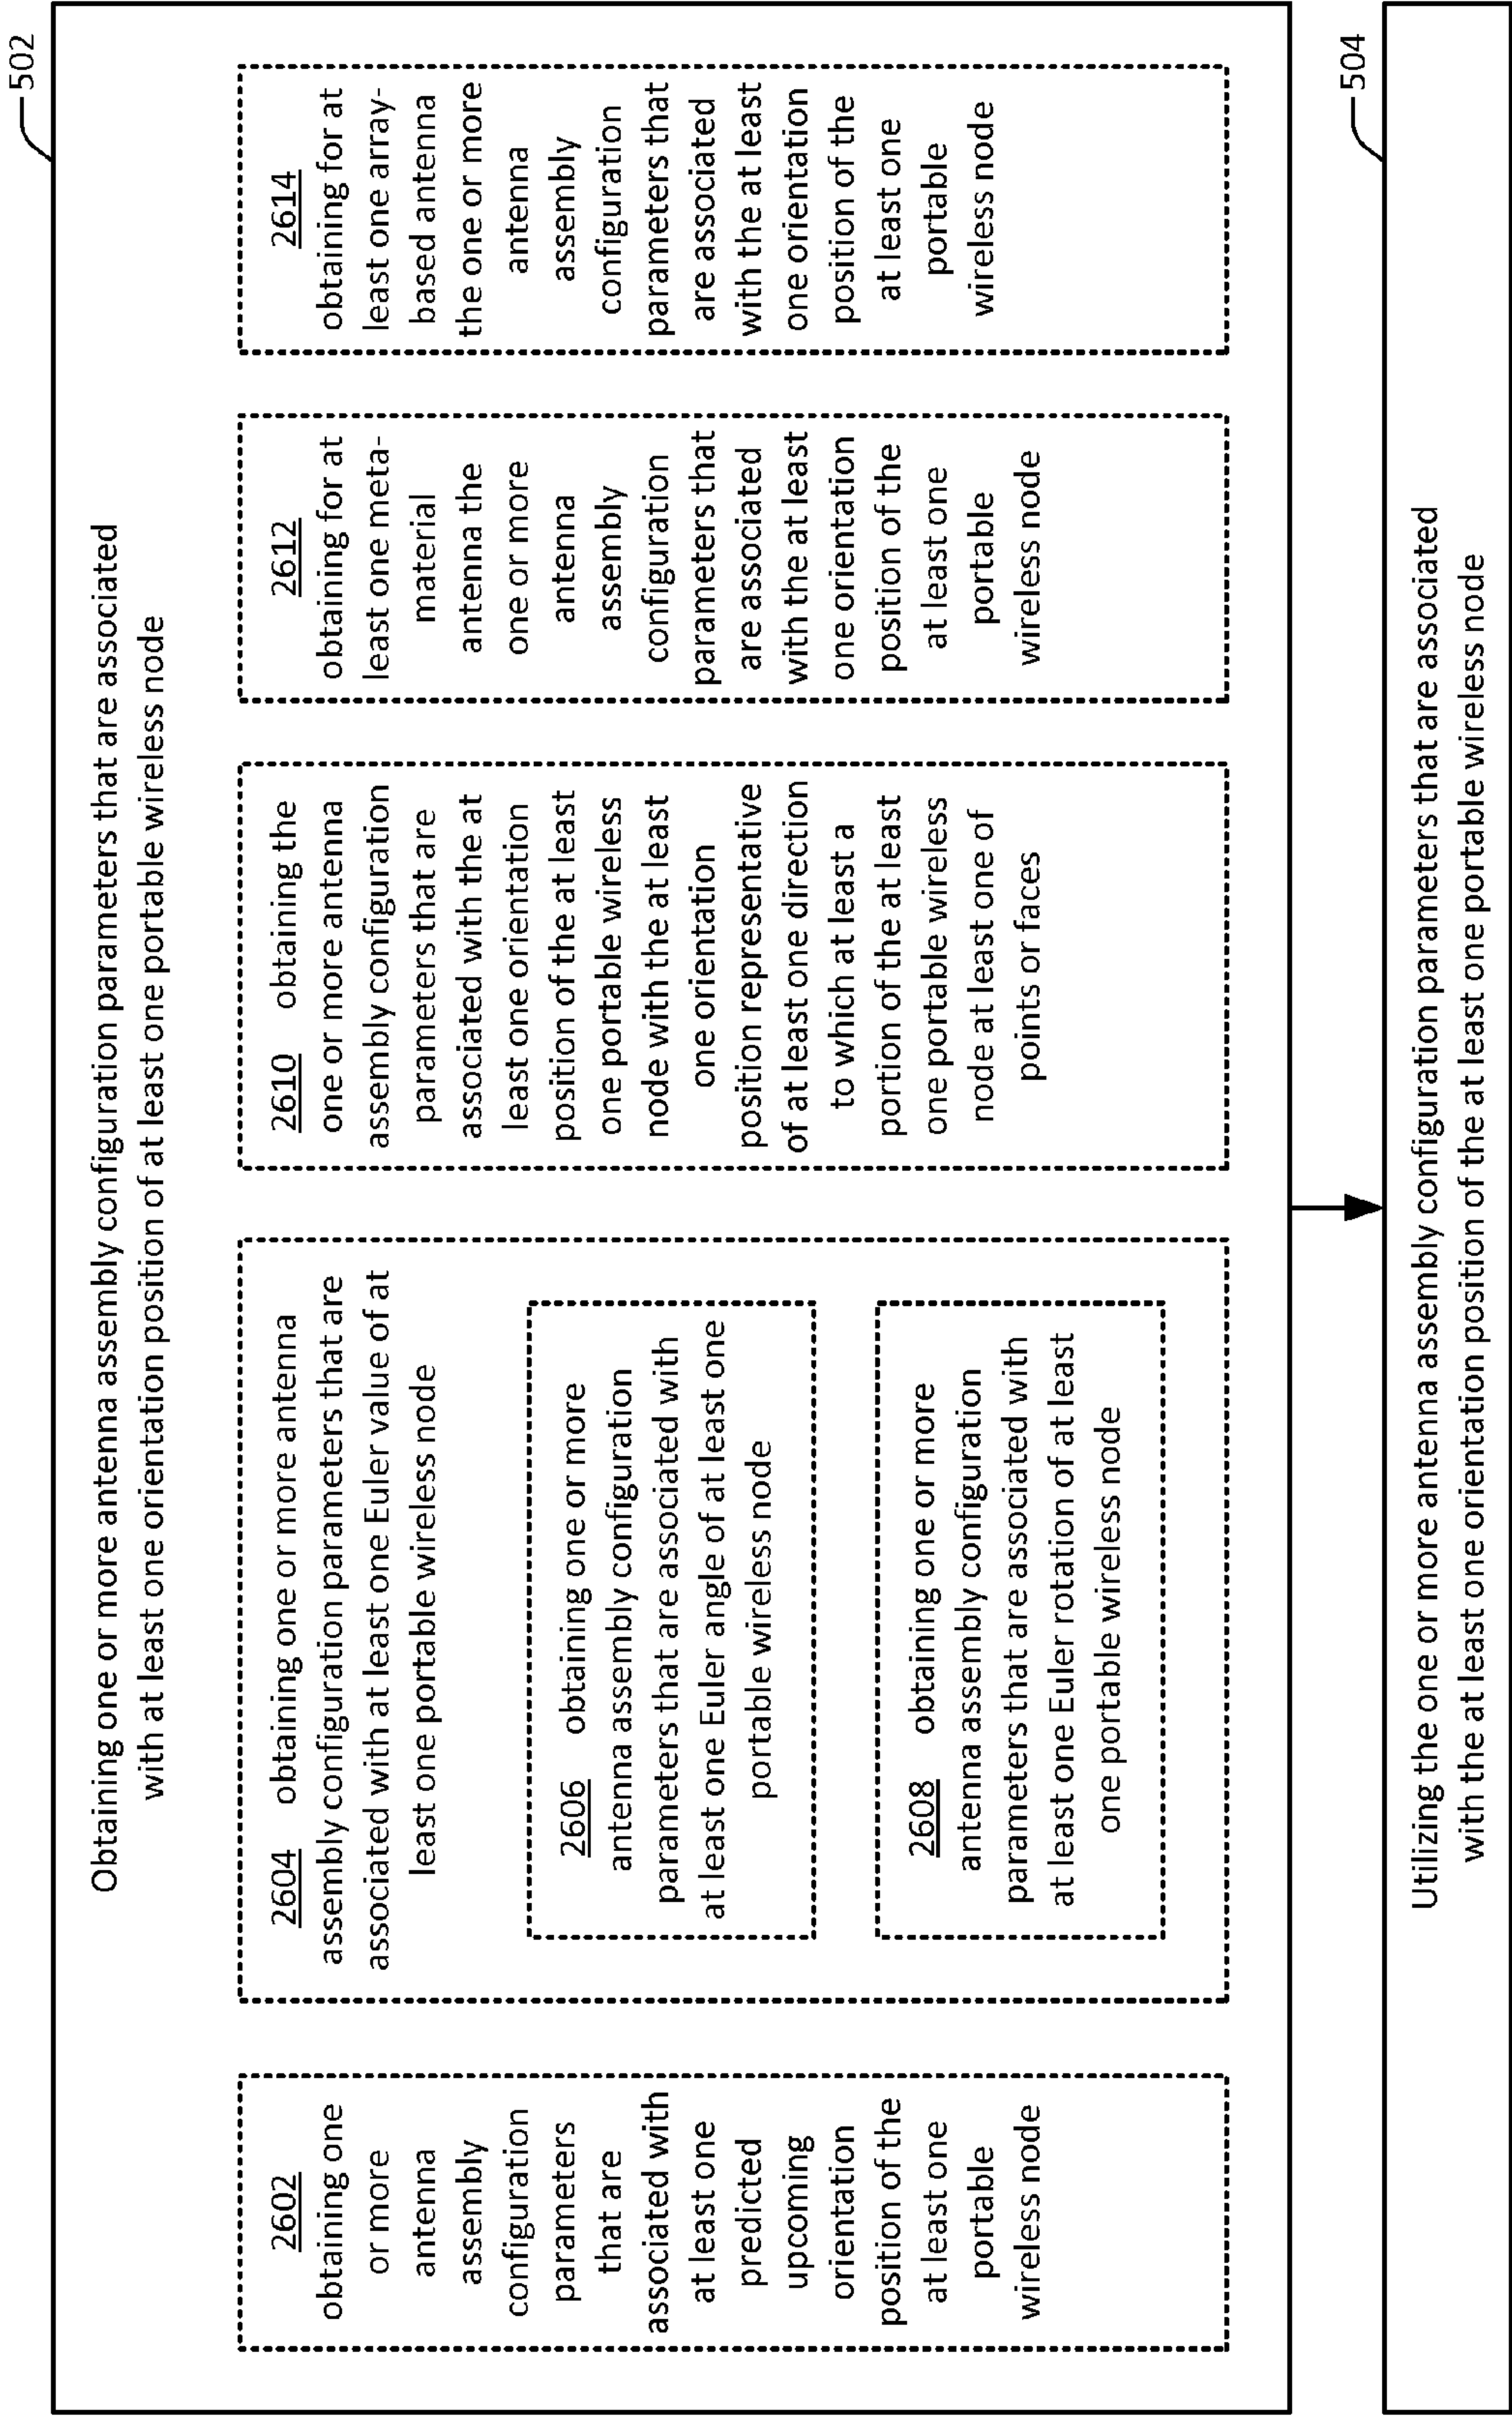 502
Obtaining one or more antenna assembly configuration parameters that are associated
with at least one orientation position of at least one portable wireless node
2602
obtaining one
or more
antenna
assembly
configuration
parameters
that are
associated with
at least one
predicted
upcoming
orientation
position of the
at least one
portable
wireless node
2604 obtaining one or more antenna
assembly configuration parameters that are
associated with at least one Euler value of at
least one portable wireless node
2606 obtaining one or more
antenna assembly configuration
parameters that are associated with
at least one Euler angle of at least one
portable wireless node
2608 obtaining one or more
antenna assembly configuration
parameters that are associated with
at least one Euler rotation of at least
one portable wireless node
2610 obtaining the
one or more antenna
assembly configuration
parameters that are
associated with the at
least one orientation
position of the at least
one portable wireless
node with the at least
one orientation
position representative
of at least one direction
to which at least a
portion of the at least
one portable wireless
node at least one of
points or faces
2612
obtaining for at
least one meta-
material
antenna the
one or more
antenna
assembly
configuration
parameters that
are associated
with the at least
one orientation
position of the
at least one
portable
wireless node
2614
obtaining for at
least one array-
based antenna
the one or more
antenna
assembly
configuration
parameters that
are associated
with the at least
one orientation
position of the
at least one
portable
wireless node
504
Utilizing the one or more antenna assembly configuration parameters that are associated
with the at least one orientation position of the at least one portable wireless node